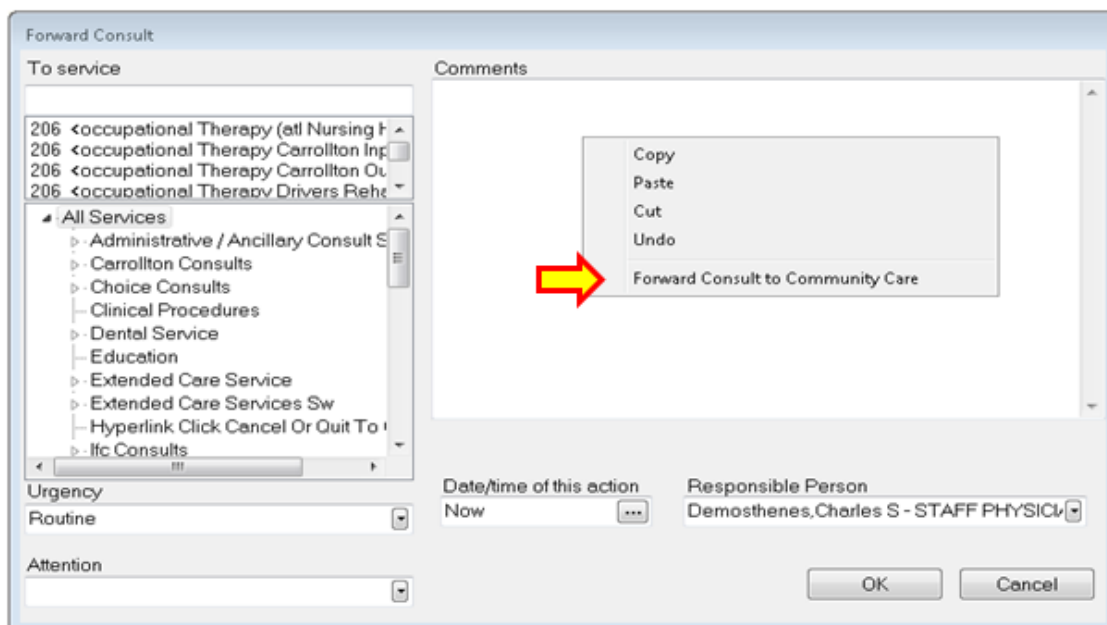 Forward Consult
To service
206 <occupational Therapy (atl Nursing H
206 <occupational Therapy Carrollton Inp
206 <occupational Therapy Carrollton Ou
206 <occupational Therapy Drivers Reha
All Services
Administrative / Ancillary Consult S
Carrollton Consults
Choice Consults
Clinical Procedures
Dental Service
Education
Extended Care Service
Extended Care Services Sw
Hyperlink Click Cancel Or Quit To
Ifc Consults
Urgency
Routine
Attention
Comments
Copy
Paste
Cut
Undo
Forward Consult to Community Care
Date/time of this action
Now
...
Responsible Person
Demosthenes,Charles S - STAFF PHYSICI
OK
Cancel